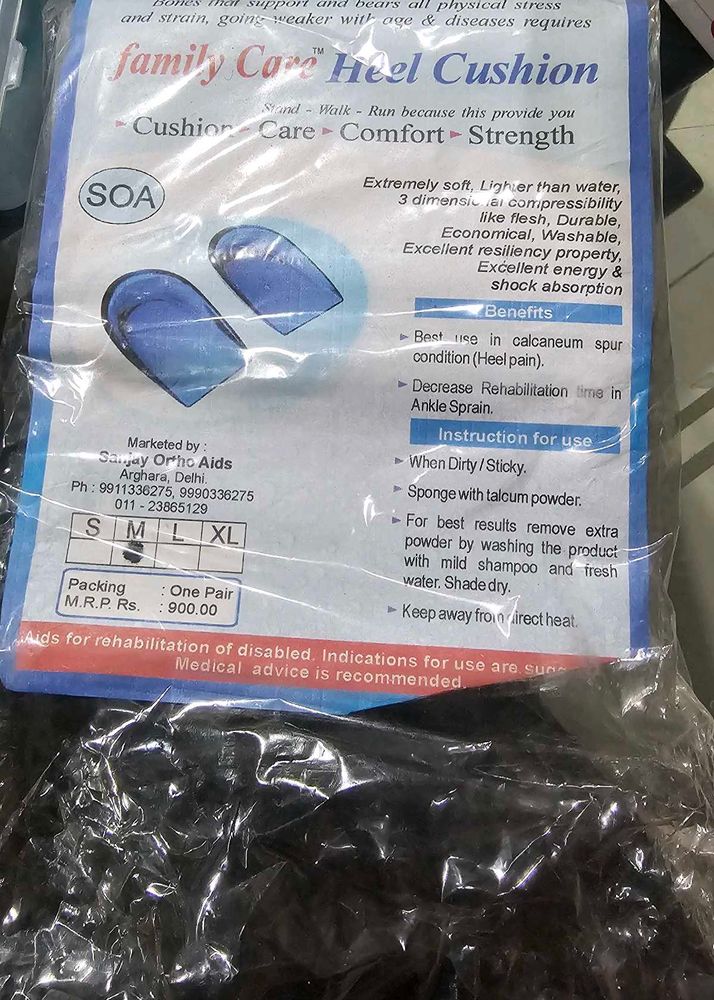 Bones that support and bears all physical stress
and strain, going weaker with age & diseases requires
family Care™ Heel Cushion
Stand - Walk - Run because this provide you
Cushion - Care ▸ Comfort ▸ Strength
SOA
Extremely soft, Lighter than water,
3 dimensional compressibility
like flesh, Durable,
Economical, Washable,
Excellent resiliency property,
Excellent energy &
shock absorption
Benefits
▸ Best use in calcaneum spur
condition (Heel pain).
▸ Decrease Rehabilitation time in
Ankle Sprain.
Instruction for use
▸ When Dirty / Sticky.
▸ Sponge with talcum powder.
▸ For best results remove extra
powder by washing the product
with mild shampoo and fresh
water. Shade dry.
▸ Keep away from direct heat.
Marketed by :
Sanjay Ortho Aids
Arghara, Delhi.
Ph : 9911336275, 9990336275
011 - 23865129
S M L XL
Packing : One Pair
M.R.P. Rs. : 900.00
Aids for rehabilitation of disabled. Indications for use are
Medical advice is recommended